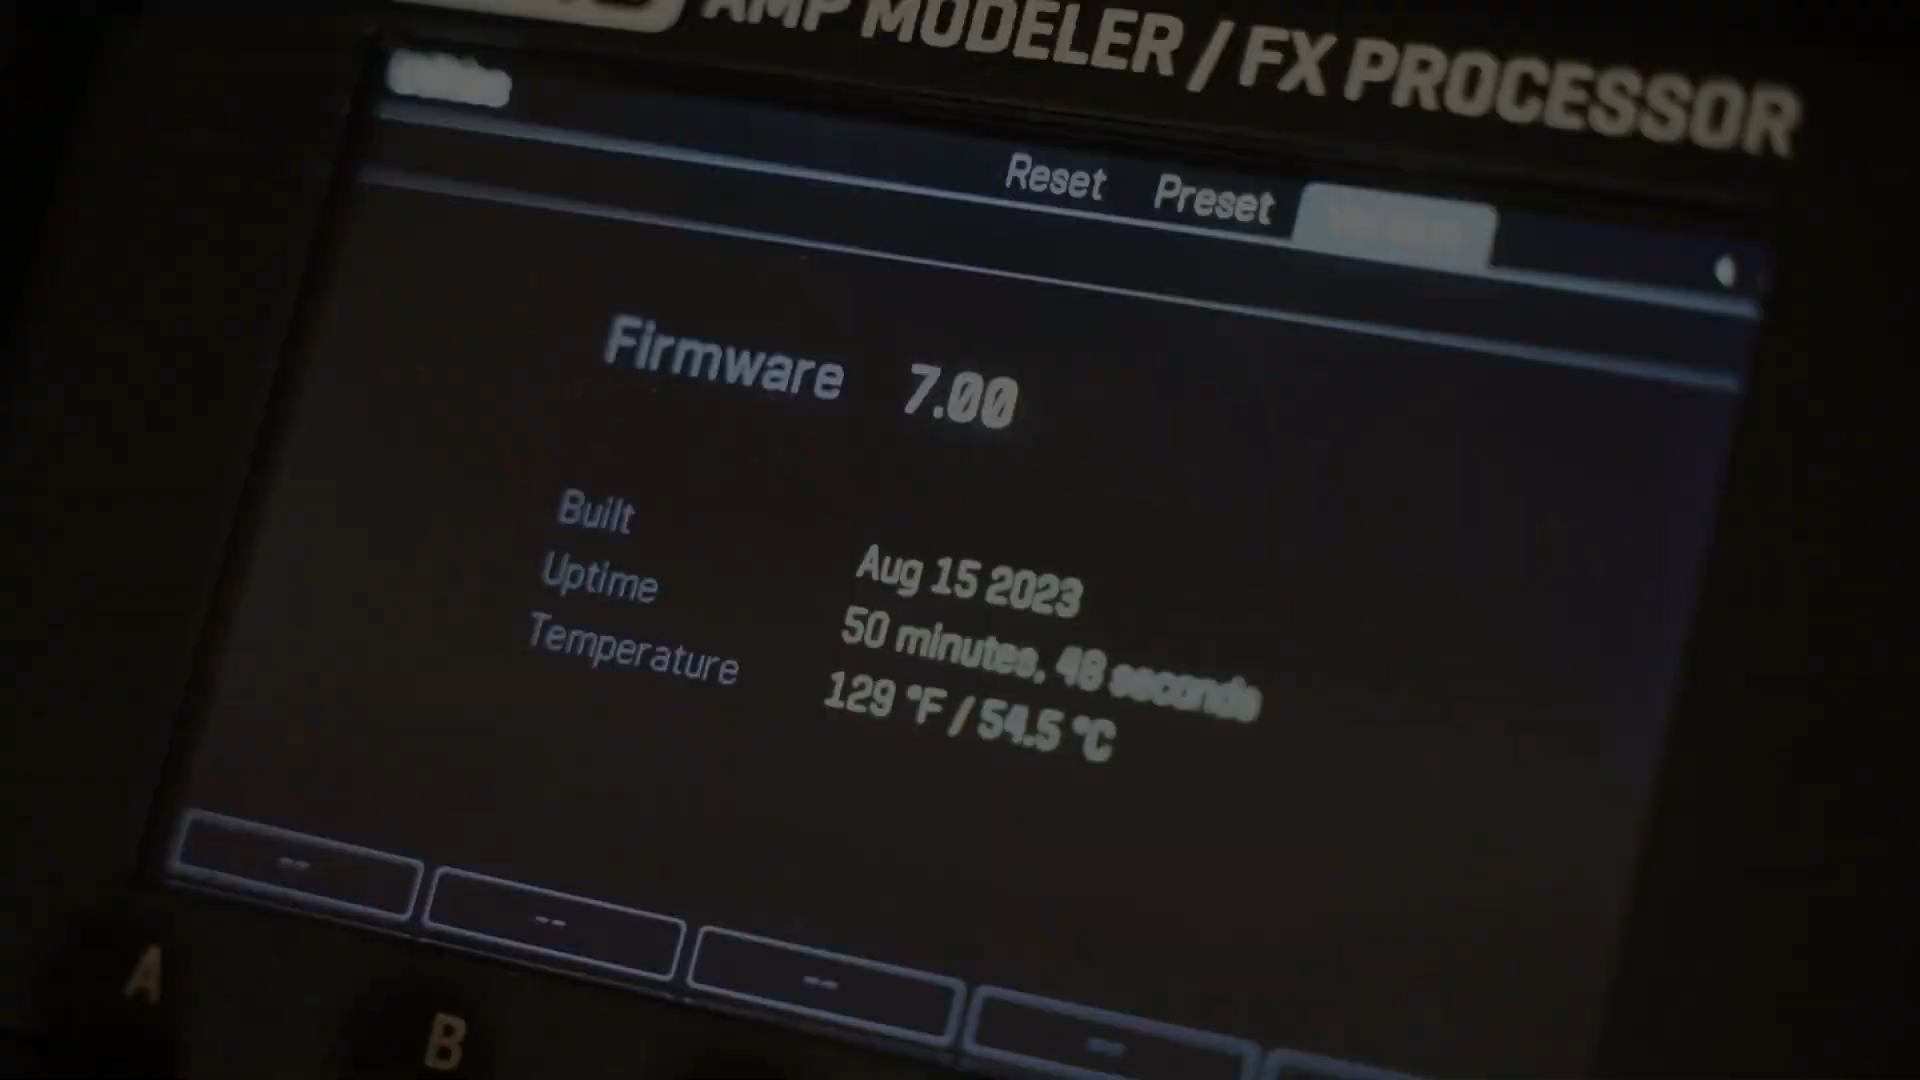 AMP MODELER / FX PROCESSOR
Reset Preset
Firmware 7.00
Built Aug 15 2023
Uptime 50 minutes, 48 seconds
Temperature 129 °F / 54.5 °C
-- -- -- --
A
B